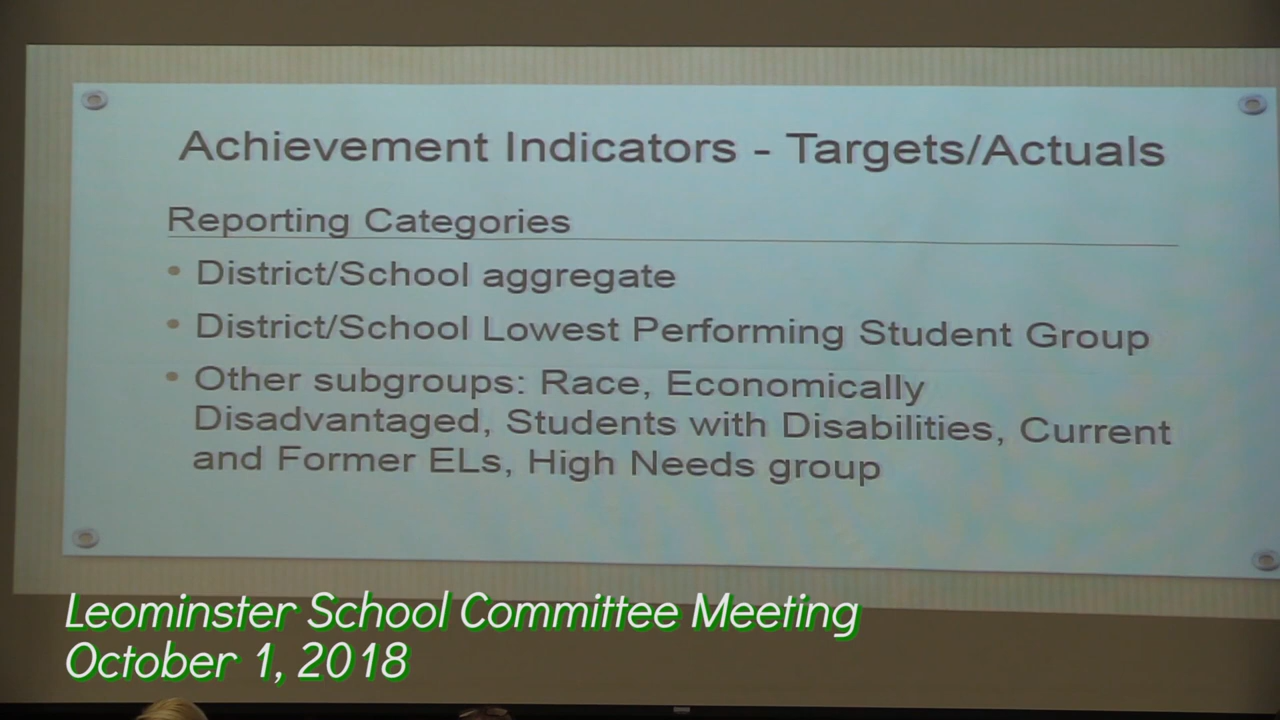 Achievement Indicators - Targets/Actuals
Reporting Categories
• District/School aggregate
• District/School Lowest Performing Student Group
• Other subgroups: Race, Economically
Disadvantaged, Students with Disabilities, Current
and Former ELs, High Needs group
Leominster School Committee Meeting
October 1, 2018